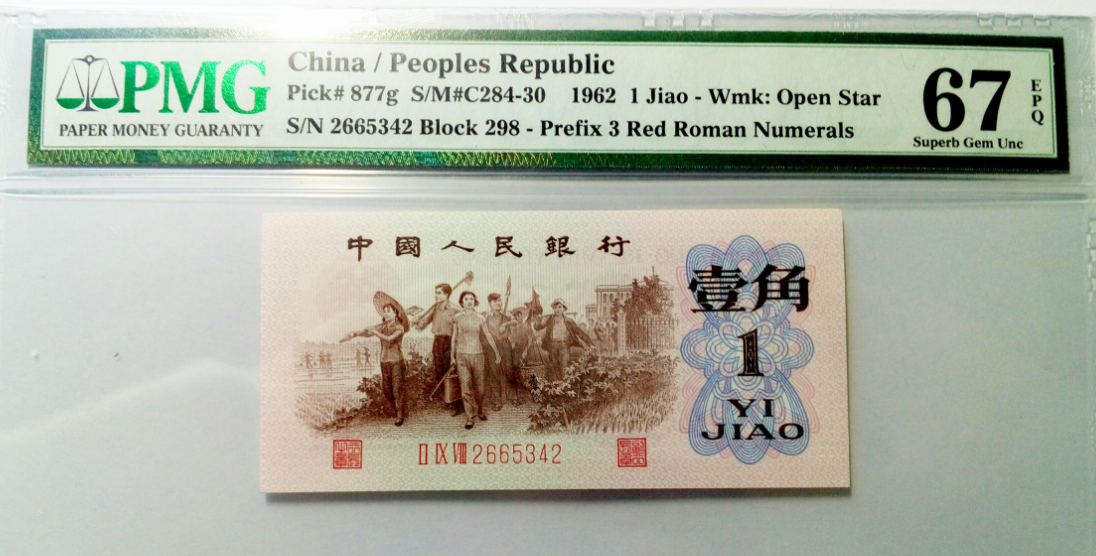 PMG
PAPER MONEY GUARANTY
China / Peoples Republic
Pick# 877g S/M#C284-30 1962 1 Jiao - Wmk: Open Star
S/N 2665342 Block 298 - Prefix 3 Red Roman Numerals
67
EPQ
Superb Gem Unc
中國人民銀行
壹角
1
YI
JIAO
II IX VIII 2665342